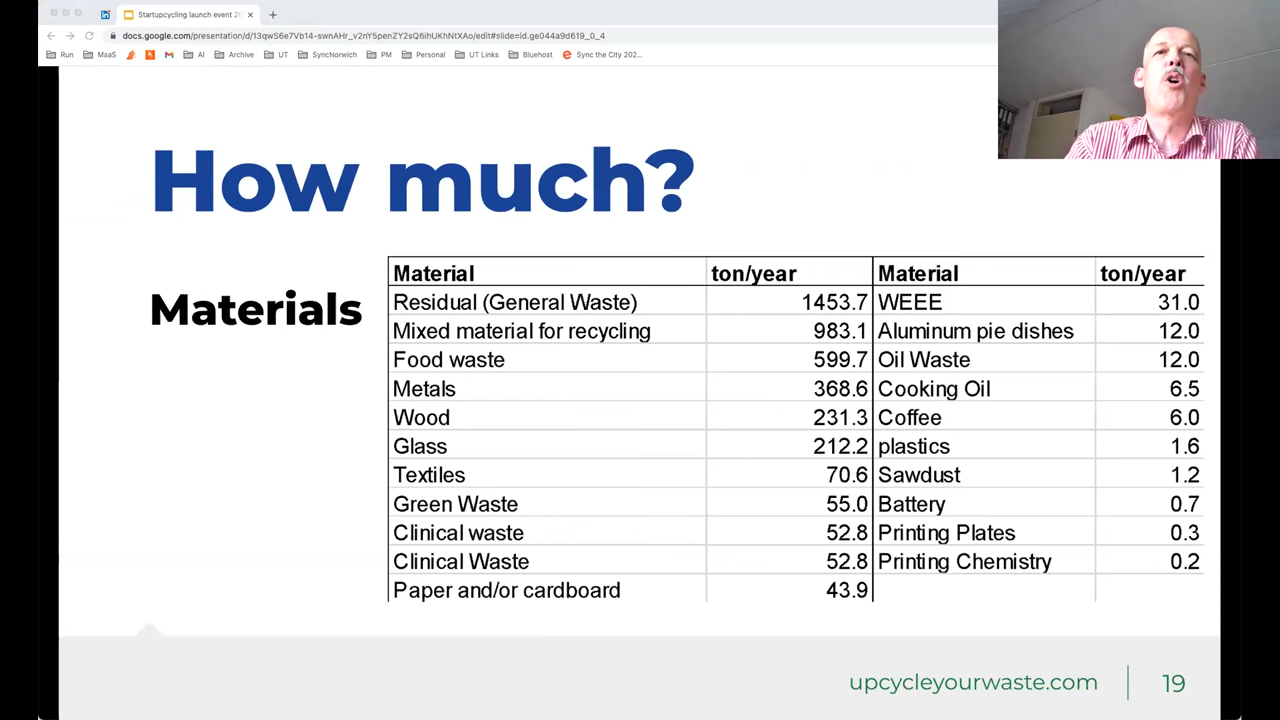 Startupcycling launch event 20
docs.google.com/presentation/d/13qwS6e7Vb14-swnAHr_v2nY5penZY2sQ6ihUKhNtXAo/edit#slide=id.ge044a9d619_0_4
Run MaaS AI Archive UT SyncNorwich PM Personal UT Links Bluehost Sync the City 202...
How much?
Materials
Material ton/year Material ton/year
Residual (General Waste) 1453.7 WEEE 31.0
Mixed material for recycling 983.1 Aluminum pie dishes 12.0
Food waste 599.7 Oil Waste 12.0
Metals 368.6 Cooking Oil 6.5
Wood 231.3 Coffee 6.0
Glass 212.2 plastics 1.6
Textiles 70.6 Sawdust 1.2
Green Waste 55.0 Battery 0.7
Clinical waste 52.8 Printing Plates 0.3
Clinical Waste 52.8 Printing Chemistry 0.2
Paper and/or cardboard 43.9
upcycleyourwaste.com 19